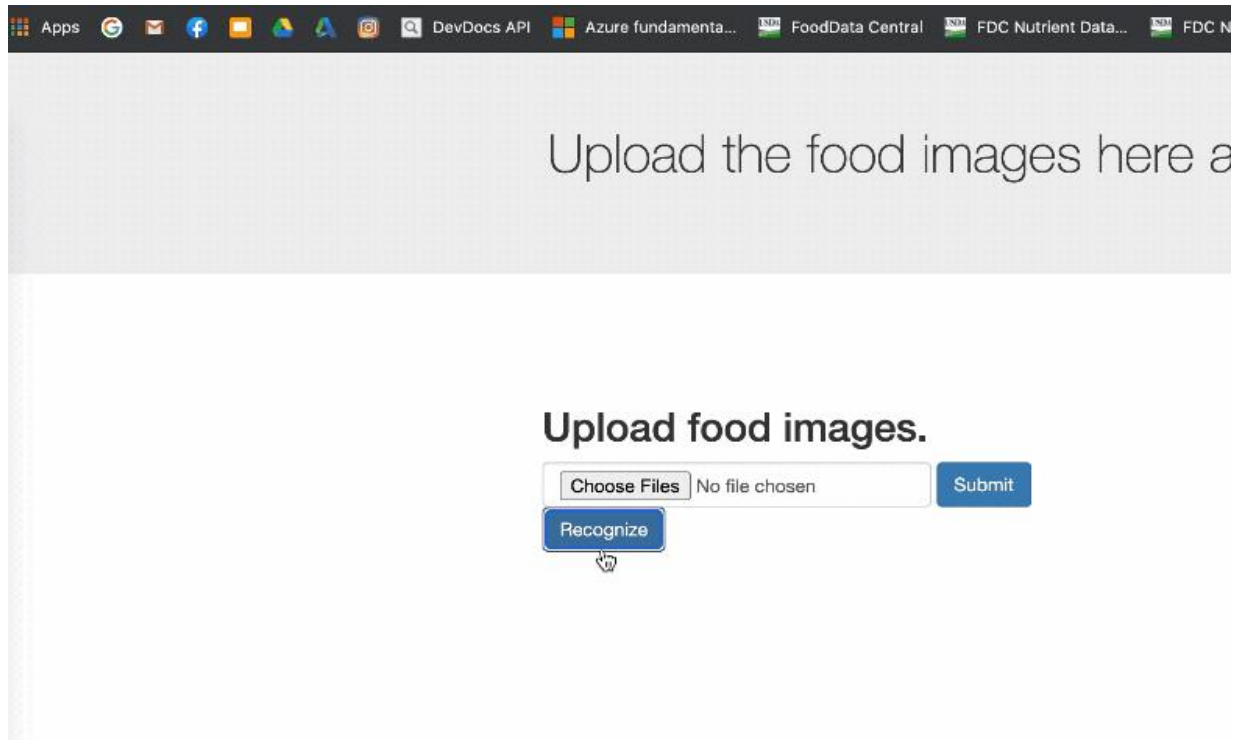 Apps DevDocs API Azure fundamenta... FoodData Central FDC Nutrient Data... FDC N
Upload the food images here a
Upload food images.
Choose Files No file chosen Submit
Recognize